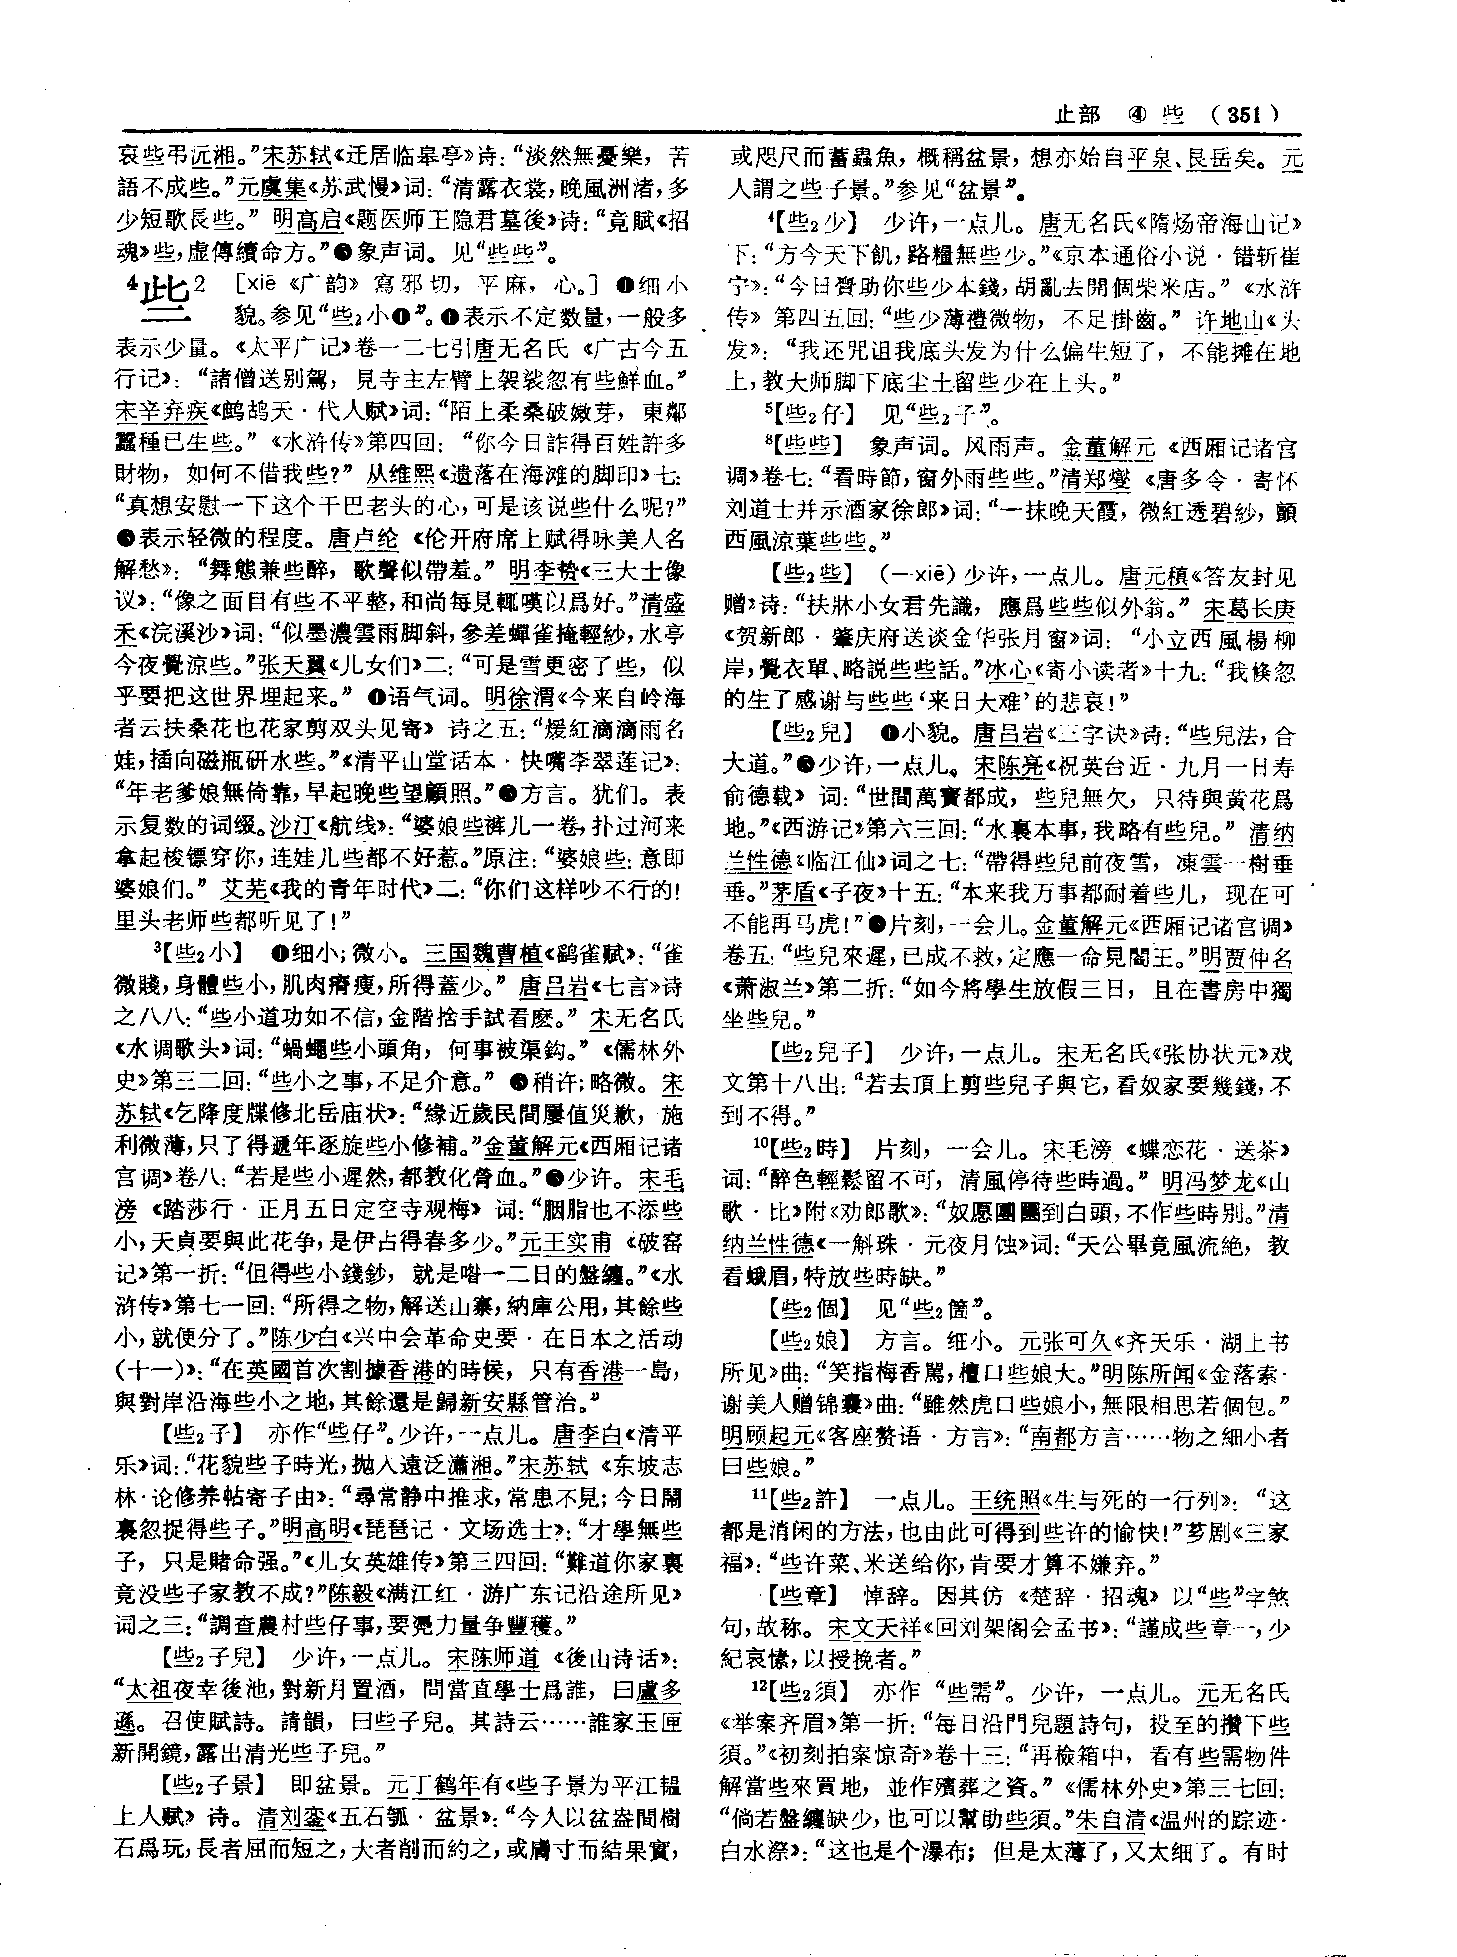 止部 ④ 些 (351)
哀些弔沅湘。”宋苏轼《迁居临皋亭》诗：“淡然無憂樂，苦
語不成些。”元虞集《苏武慢》词：“清露衣裳，晚風洲渚，多
少短歌長些。” 明高启《题医师王隐君墓後》诗：“竟賦《招
魂》些，虚傳續命方。”❸象声词。见“些些”。
4些2 [xiē《广韵》寫邪切，平麻，心。] ❶细小
貌。参见“些2小❶”。❷表示不定数量，一般多
表示少量。《太平广记》卷一二七引唐无名氏《广古今五
行记》：“諸僧送别駕，見寺主左臂上袈裟忽有些鮮血。”
宋辛弃疾《鹧鸪天·代人赋》词：“陌上柔桑破嫩芽，東鄰
蠶種已生些。”《水浒传》第四回：“你今日詐得百姓許多
財物，如何不借我些？” 从维熙《遗落在海滩的脚印》七：
“真想安慰一下这个干巴老头的心，可是该说些什么呢？”
❸表示轻微的程度。唐卢纶《伦开府席上赋得咏美人名
解愁》：“舞態兼些醉，歌聲似帶羞。” 明李贽《三大士像
议》：“像之面目有些不平整，和尚每見輒嘆以爲好。”清盛
禾《浣溪沙》词：“似墨濃雲雨脚斜，參差蟬雀掩輕紗，水亭
今夜覺涼些。”张天翼《儿女们》二：“可是雪更密了些，似
乎要把这世界埋起来。” ❹语气词。明徐渭《今来自岭海
者云扶桑花也花家剪双头见寄》诗之五：“煖紅滴滴雨名
娃，插向磁瓶研水些。”《清平山堂话本·快嘴李翠莲记》：
“年老爹娘無倚靠，早起晚些望顧照。”❺方言。犹们。表
示复数的词缀。沙汀《航线》：“婆娘些裤儿一卷，扑过河来
拿起梭镖穿你，连娃儿些都不好惹。”原注：“婆娘些：意即
婆娘们。” 艾芜《我的青年时代》二：“你们这样吵不行的！
里头老师些都听见了！”
3【些2小】 ❶细小；微小。三国魏曹植《鹞雀赋》：“雀
微賤，身體些小，肌肉瘠瘦，所得蓋少。” 唐吕岩《七言》诗
之八八：“些小道功如不信，金階捨手試看麽。” 宋无名氏
《水调歌头》词：“蝸蠅些小頭角，何事被渠鈎。”《儒林外
史》第三二回：“些小之事，不足介意。” ❷稍许；略微。宋
苏轼《乞降度牒修北岳庙状》：“緣近歲民間屢值災歉，施
利微薄，只了得遞年逐旋些小修補。”金董解元《西厢记诸
宫调》卷八：“若是些小遲然，都教化膋血。”❸少许。宋毛
滂《踏莎行·正月五日定空寺观梅》词：“胭脂也不添些
小，天真要與此花争，是伊占得春多少。”元王实甫《破窑
记》第一折：“但得些小錢鈔，就是喒一二日的盤纏。”《水
浒传》第七一回：“所得之物，解送山寨，納庫公用，其餘些
小，就便分了。”陈少白《兴中会革命史要·在日本之活动
（十一）》：“在英國首次割據香港的時候，只有香港一島，
與對岸沿海些小之地，其餘還是歸新安縣管治。”
【些2子】 亦作“些仔”。少许，一点儿。唐李白《清平
乐》词：“花貌些子時光，抛人遠泛瀟湘。”宋苏轼《东坡志
林·论修养帖寄子由》：“尋常静中推求，常患不見；今日鬧
裏忽捉得些子。”明高明《琵琶记·文场选士》：“才學無些
子，只是賭命强。”《儿女英雄传》第三四回：“難道你家裏
竟没些子家教不成？”陈毅《满江红·游广东记沿途所见》
词之三：“調查農村些仔事，要凴力量争豐穫。”
【些2子兒】 少许，一点儿。宋陈师道《後山诗话》：
“太祖夜幸後池，對新月置酒，問當直學士爲誰，曰盧多
遜。召使賦詩。請韻，曰些子兒。其詩云……誰家玉匣
新開鏡，露出清光些子兒。”
【些2子景】 即盆景。元丁鹤年有《些子景为平江韫
上人赋》诗。清刘銮《五石瓠·盆景》：“今人以盆盎間樹
石爲玩，長者屈而短之，大者削而約之，或膚寸而結果實，
或咫尺而蓄蟲魚，概稱盆景，想亦始自平泉、艮岳矣。元
人謂之些子景。”参见“盆景”。
4【些2少】 少许，一点儿。唐无名氏《隋炀帝海山记》
下：“方今天下飢，路糧無些少。”《京本通俗小说·错斩崔
宁》：“今日賫助你些少本錢，胡亂去開個柴米店。”《水浒
传》第四五回：“些少薄禮微物，不足掛齒。” 许地山《头
发》：“我还咒诅我底头发为什么偏生短了，不能摊在地
上，教大师脚下底尘土留些少在上头。”
5【些2仔】 见“些2子”。
8【些些】 象声词。风雨声。金董解元《西厢记诸宫
调》卷七：“看時節，窗外雨些些。”清郑燮《唐多令·寄怀
刘道士并示酒家徐郎》词：“一抹晚天霞，微紅透碧紗，顫
西風涼葉些些。”
【些2些】 （—xiē）少许，一点儿。唐元稹《答友封见
赠》诗：“扶牀小女君先識，應爲些些似外翁。” 宋葛长庚
《贺新郎·肇庆府送谈金华张月窗》词：“小立西風楊柳
岸，覺衣單、略説些些話。”冰心《寄小读者》十九：“我倏忽
的生了感谢与些些‘来日大难’的悲哀！”
【些2兒】 ❶小貌。唐吕岩《三字诀》诗：“些兒法，合
大道。”❷少许，一点儿。宋陈亮《祝英台近·九月一日寿
俞德载》词：“世間萬寶都成，些兒無欠，只待與黄花爲
地。”《西游记》第六三回：“水裏本事，我略有些兒。” 清纳
兰性德《临江仙》词之七：“帶得些兒前夜雪，凍雲一樹垂
垂。”茅盾《子夜》十五：“本来我万事都耐着些儿，现在可
不能再马虎！”❸片刻，一会儿。金董解元《西厢记诸宫调》
卷五：“些兒來遲，已成不救，定應一命見閻王。”明贾仲名
《萧淑兰》第二折：“如今將學生放假三日，且在書房中獨
坐些兒。”
【些2兒子】 少许，一点儿。宋无名氏《张协状元》戏
文第十八出：“若去頂上剪些兒子與它，看奴家要幾錢，不
到不得。”
10【些2時】 片刻，一会儿。宋毛滂《蝶恋花·送茶》
词：“醉色輕鬆留不可，清風停待些時過。” 明冯梦龙《山
歌·比》附《劝郎歌》：“奴愿團圞到白頭，不作些時别。”清
纳兰性德《一斛珠·元夜月蚀》词：“天公畢竟風流絶，教
看蛾眉，特放些時缺。”
【些2個】 见“些2箇”。
【些2娘】 方言。细小。元张可久《齐天乐·湖上书
所见》曲：“笑指梅香罵，檀口些娘大。”明陈所闻《金落索·
谢美人赠锦囊》曲：“雖然虎口些娘小，無限相思若個包。”
明顾起元《客座赘语·方言》：“南都方言……物之細小者
曰些娘。”
11【些2許】 一点儿。王统照《生与死的一行列》：“这
都是消闲的方法，也由此可得到些许的愉快！”芗剧《三家
福》：“些许菜、米送给你，肯要才算不嫌弃。”
【些章】 悼辞。因其仿《楚辞·招魂》以“些”字煞
句，故称。宋文天祥《回刘架阁会孟书》：“謹成些章一，少
紀哀愫，以授挽者。”
12【些2須】 亦作“些需”。少许，一点儿。元无名氏
《举案齐眉》第一折：“每日沿門兒題詩句，投至的攢下些
須。”《初刻拍案惊奇》卷十三：“再檢箱中，看有些需物件
解當些來買地，並作殯葬之資。”《儒林外史》第三七回：
“倘若盤纏缺少，也可以幫助些須。”朱自清《温州的踪迹·
白水漈》：“这也是个瀑布；但是太薄了，又太细了。有时